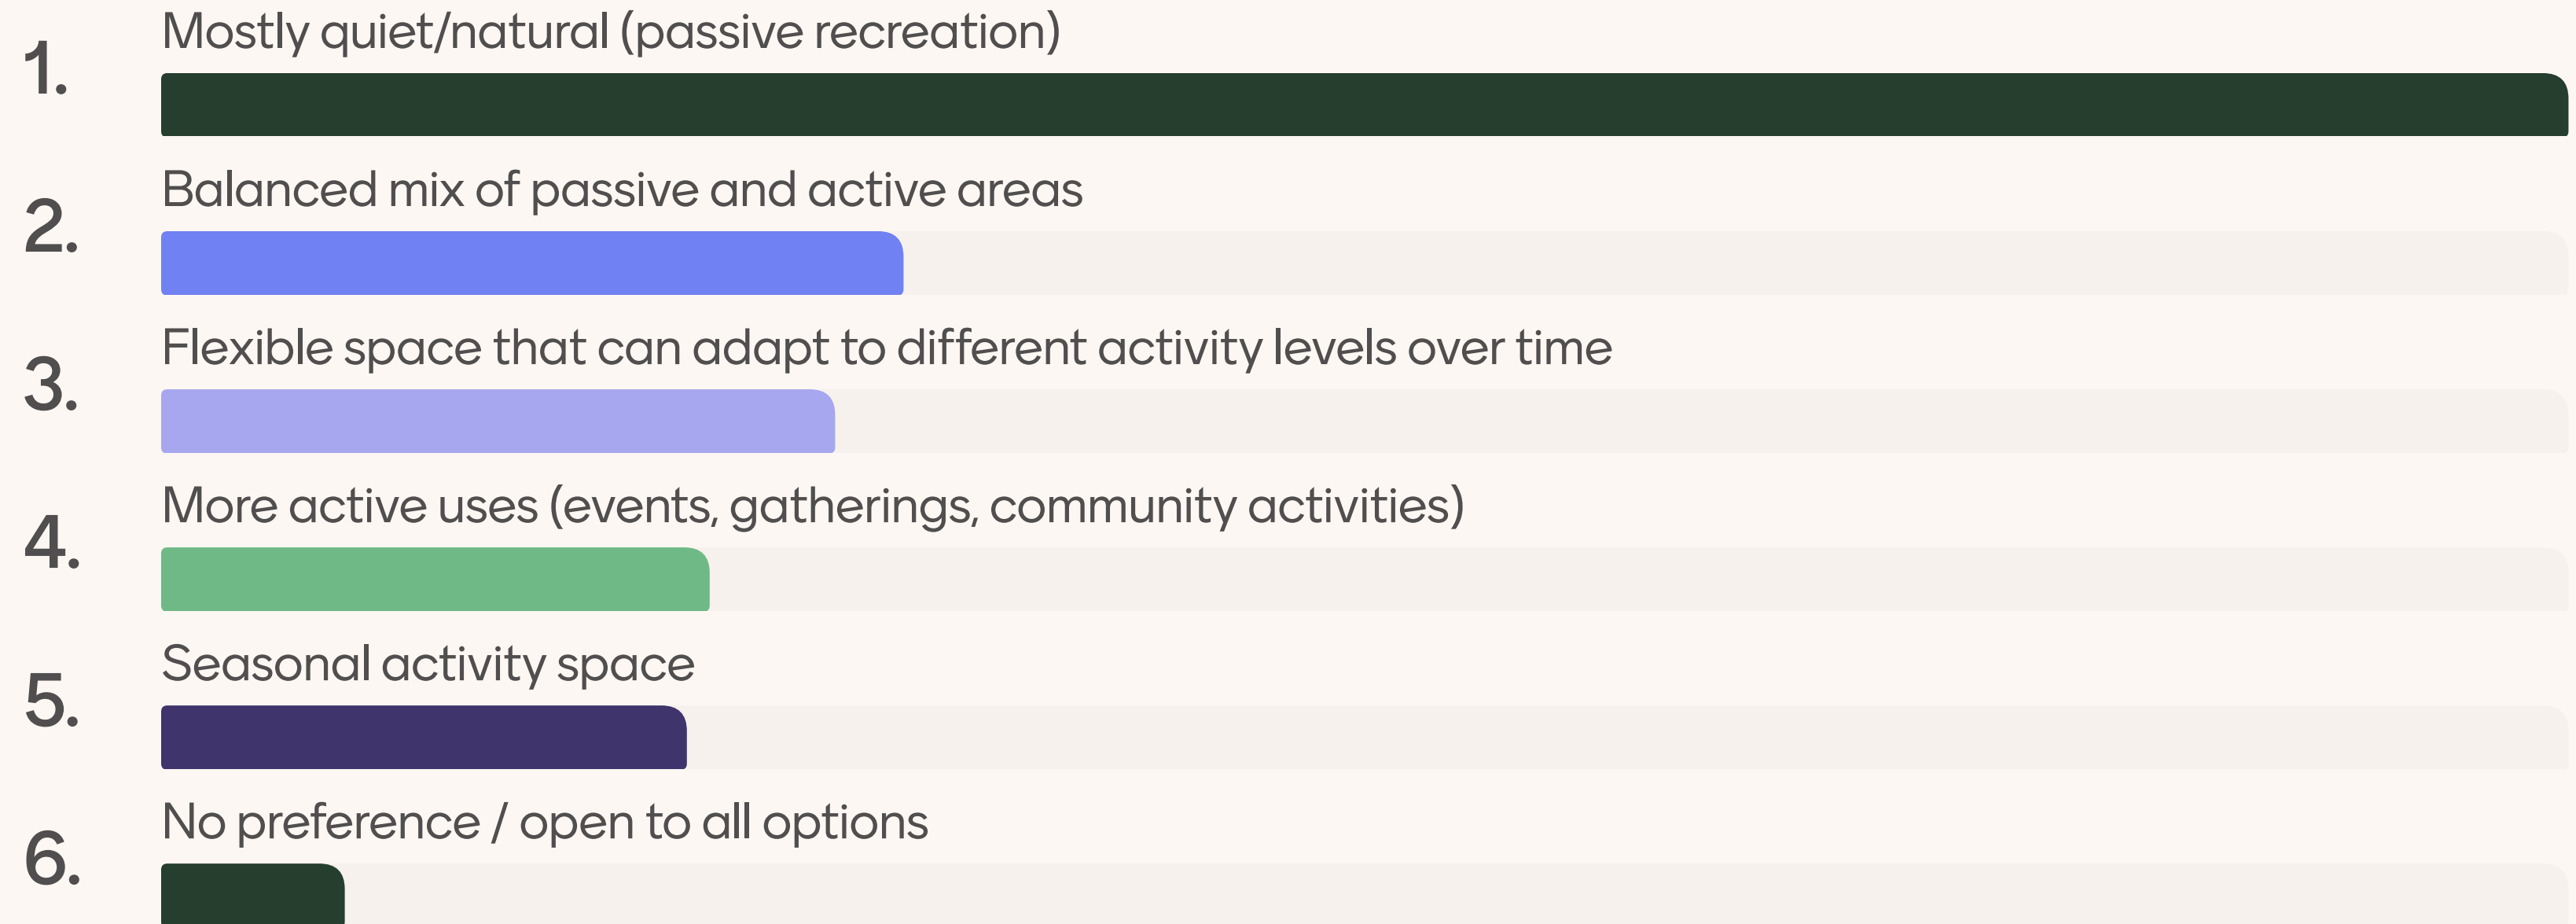 1. Mostly quiet/natural (passive recreation)
2. Balanced mix of passive and active areas
3. Flexible space that can adapt to different activity levels over time
4. More active uses (events, gatherings, community activities)
5. Seasonal activity space
6. No preference / open to all options